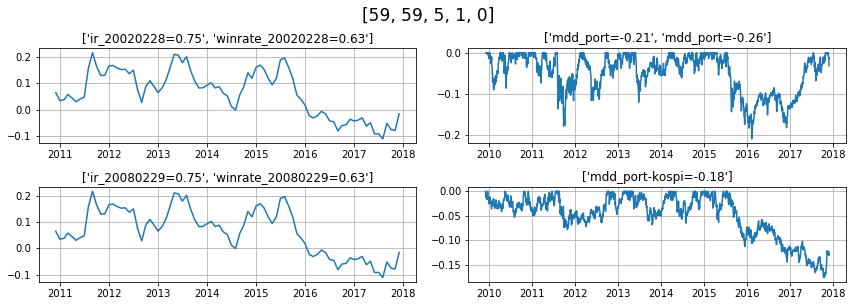 [59, 59, 5, 1, 0]
['ir_20020228=0.75', 'winrate_20020228=0.63']
0.2
0.1
0.0
−0.1
2011 2012 2013 2014 2015 2016 2017 2018
['mdd_port=-0.21', 'mdd_port=-0.26']
0.0
−0.1
−0.2
2010 2011 2012 2013 2014 2015 2016 2017 2018
['ir_20080229=0.75', 'winrate_20080229=0.63']
0.2
0.1
0.0
−0.1
2011 2012 2013 2014 2015 2016 2017 2018
['mdd_port-kospi=-0.18']
0.00
−0.05
−0.10
−0.15
2010 2011 2012 2013 2014 2015 2016 2017 2018